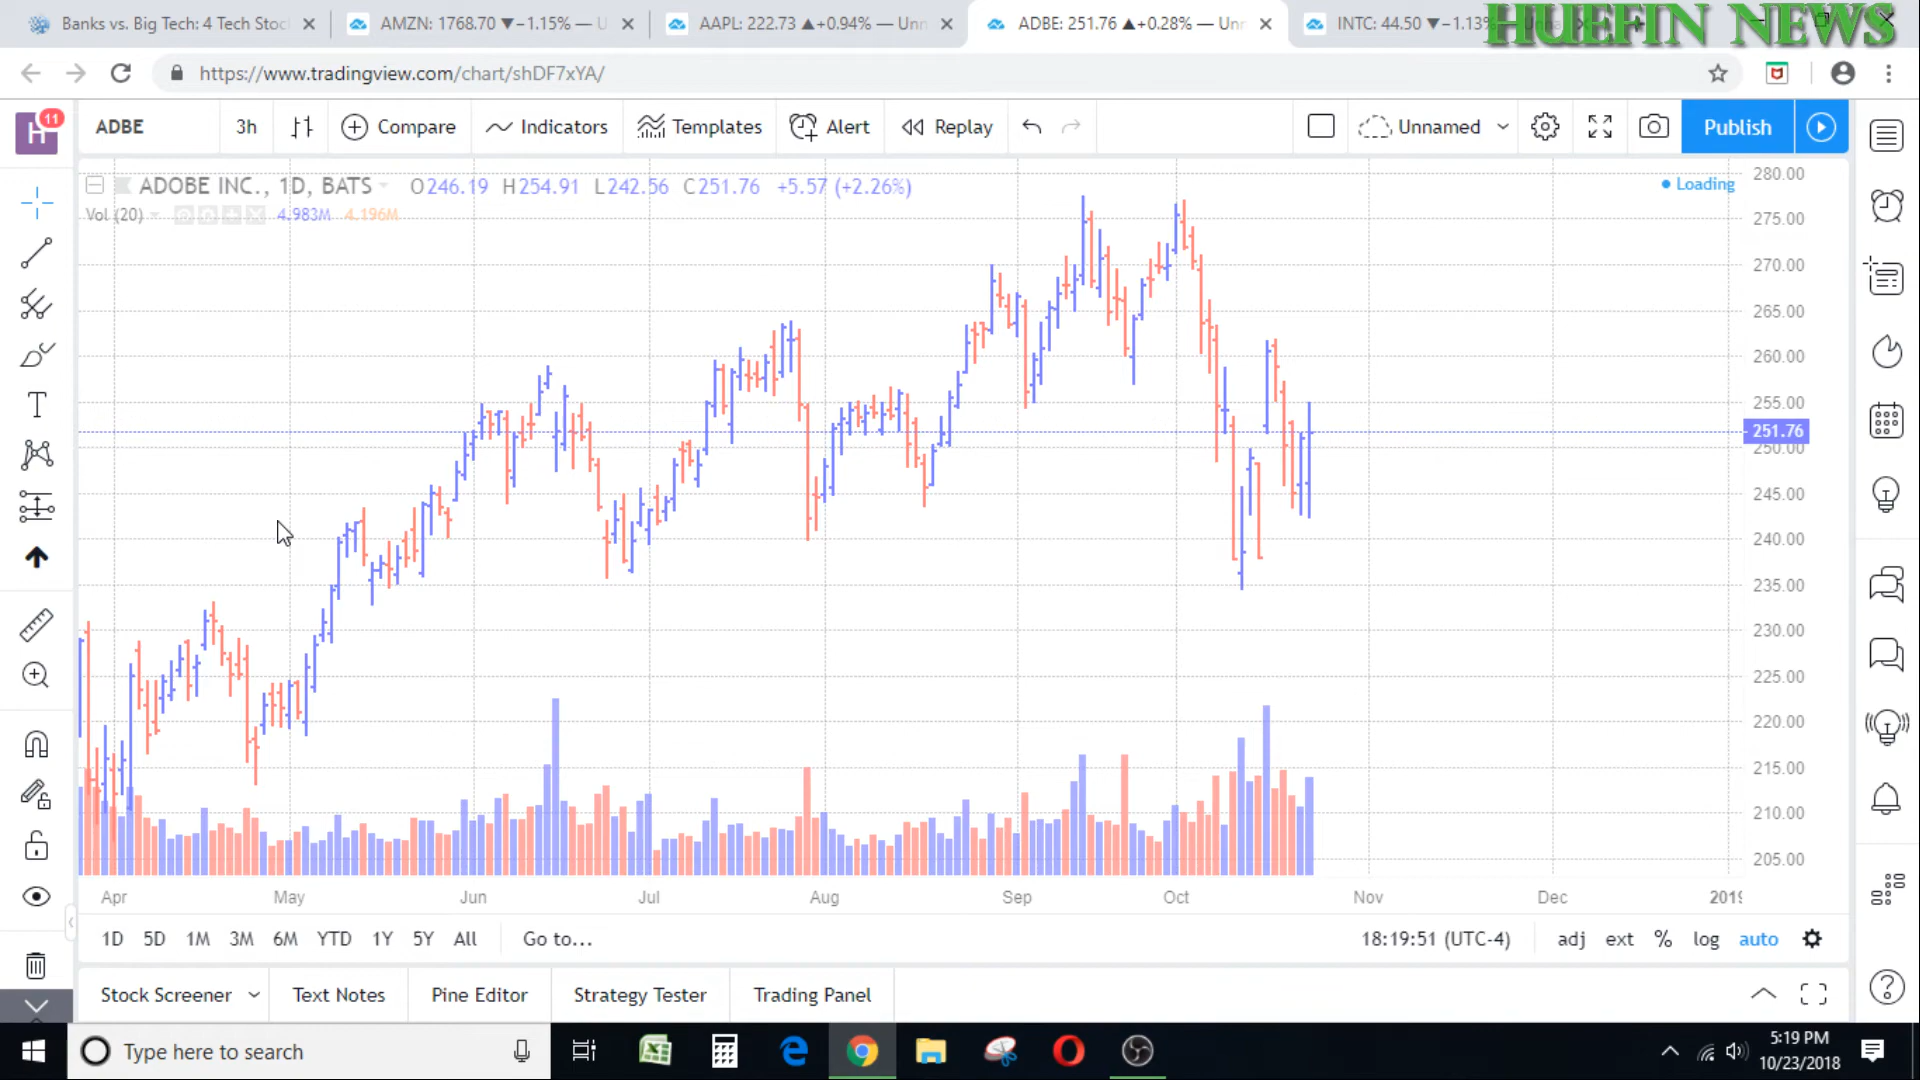 Banks vs. Big Tech: 4 Tech Stoc
AMZN: 1768.70 ▼−1.15% — U
AAPL: 222.73 ▲+0.94% — Unn
ADBE: 251.76 ▲+0.28% — Unr
INTC: 44.50 ▼−1.13%
HUEFIN NEWS
https://www.tradingview.com/chart/shDF7xYA/
H
11
ADBE
3h
Compare
Indicators
Templates
Alert
Replay
Unnamed
Publish
ADOBE INC., 1D, BATS O246.19 H254.91 L242.56 C251.76 +5.57 (+2.26%)
Loading
Vol (20) 4.983M 4.196M
280.00
275.00
270.00
265.00
260.00
255.00
251.76
250.00
245.00
240.00
235.00
230.00
225.00
220.00
215.00
210.00
205.00
Apr May Jun Jul Aug Sep Oct Nov Dec 2019
1D 5D 1M 3M 6M YTD 1Y 5Y All Go to... 18:19:51 (UTC-4) adj ext % log auto
Stock Screener Text Notes Pine Editor Strategy Tester Trading Panel
Type here to search
5:19 PM
10/23/2018